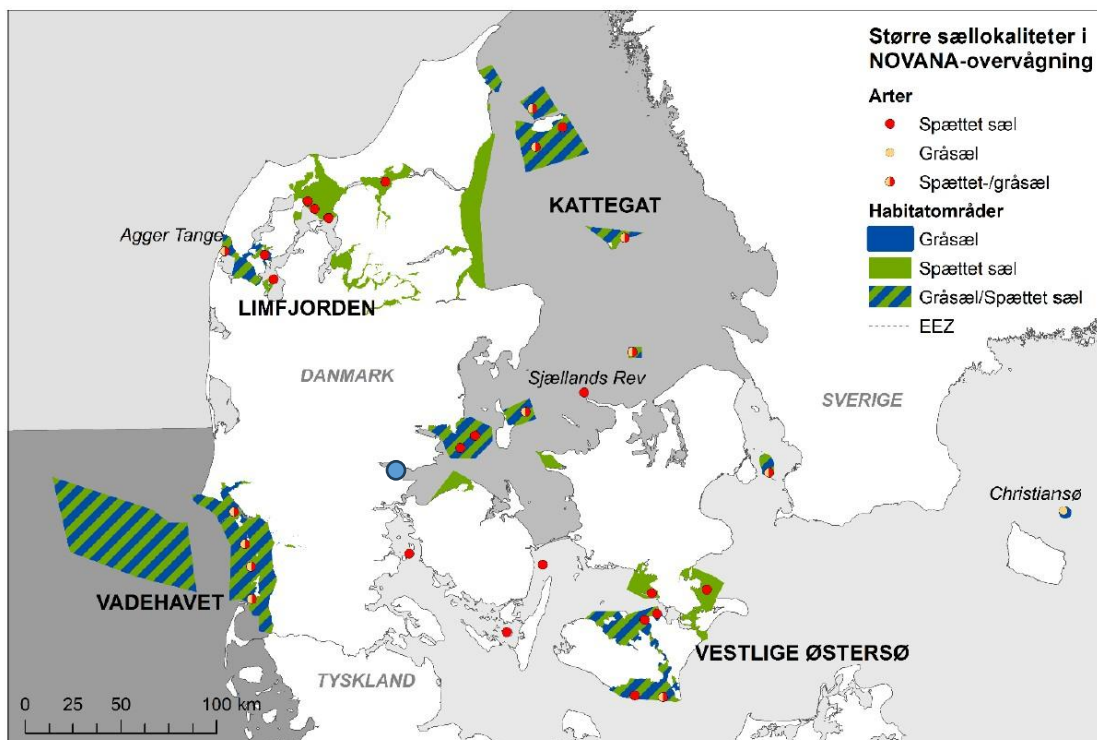 Større sællokaliteter i
NOVANA-overvågning
Arter
Spættet sæl
Gråsæl
Spættet-/gråsæl
Habitatområder
Gråsæl
Spættet sæl
Gråsæl/Spættet sæl
EEZ
KATTEGAT
Agger Tange
LIMFJORDEN
DANMARK
Sjællands Rev
SVERIGE
Christiansø
VADEHAVET
VESTLIGE ØSTERSØ
TYSKLAND
0 25 50 100 km